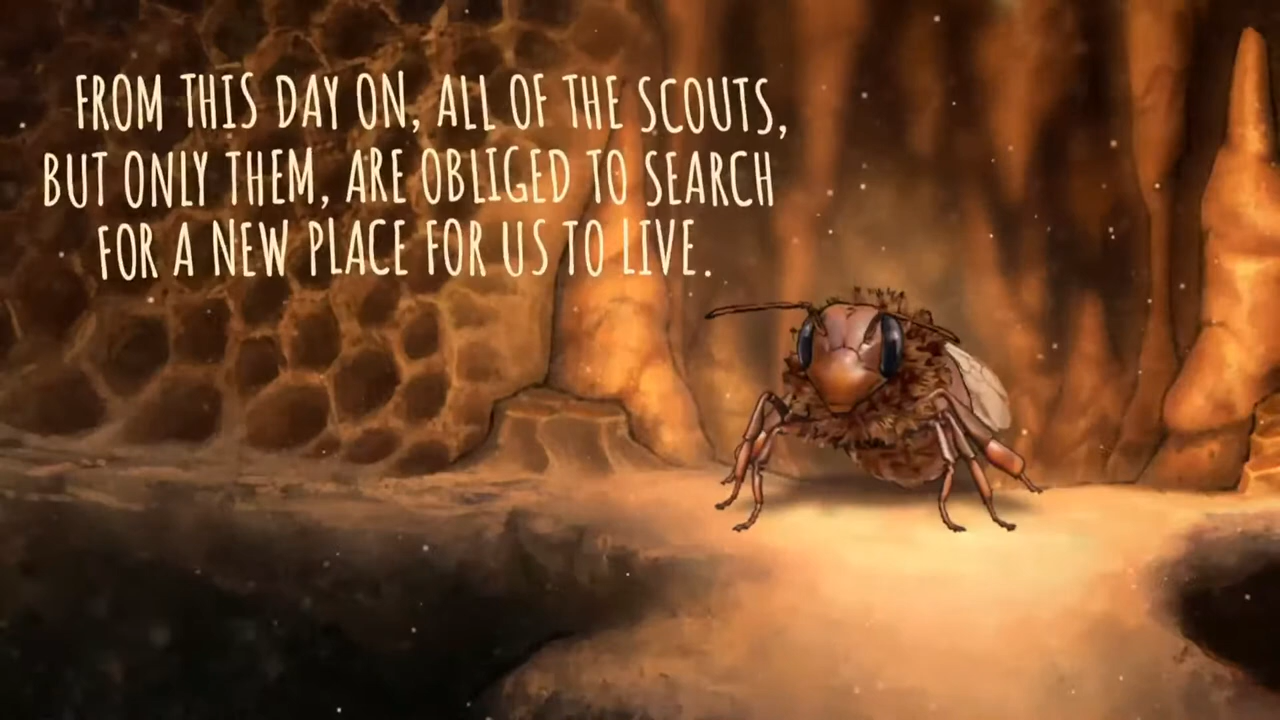 FROM THIS DAY ON, ALL OF THE SCOUTS,
BUT ONLY THEM, ARE OBLIGED TO SEARCH
FOR A NEW PLACE FOR US TO LIVE.